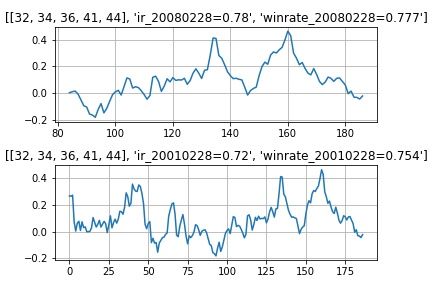 [[32, 34, 36, 41, 44], 'ir_20080228=0.78', 'winrate_20080228=0.777']
0.4
0.2
0.0
−0.2
80 100 120 140 160 180
[[32, 34, 36, 41, 44], 'ir_20010228=0.72', 'winrate_20010228=0.754']
0.4
0.2
0.0
−0.2
0 25 50 75 100 125 150 175